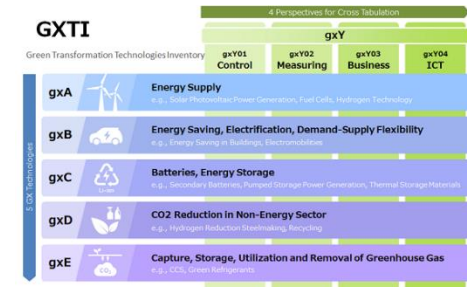 4 Perspectives for Cross Tabulation
GXTI
gxY
Green Transformation Technologies Inventory
gxY01 gxY02 gxY03 gxY04
Control Measuring Business ICT
5 GX Technologies
gxA Energy Supply
e.g., Solar Photovoltaic Power Generation, Fuel Cells, Hydrogen Technology
gxB Energy Saving, Electrification, Demand-Supply Flexibility
e.g., Energy Saving in Buildings, Electromobilities
gxC Batteries, Energy Storage
Li-ion
e.g., Secondary Batteries, Pumped Storage Power Generation, Thermal Storage Materials
gxD CO2 Reduction in Non-Energy Sector
e.g., Hydrogen Reduction Steelmaking, Recycling
gxE Capture, Storage, Utilization and Removal of Greenhouse Gas
CO₂
e.g., CCS, Green Refrigerants